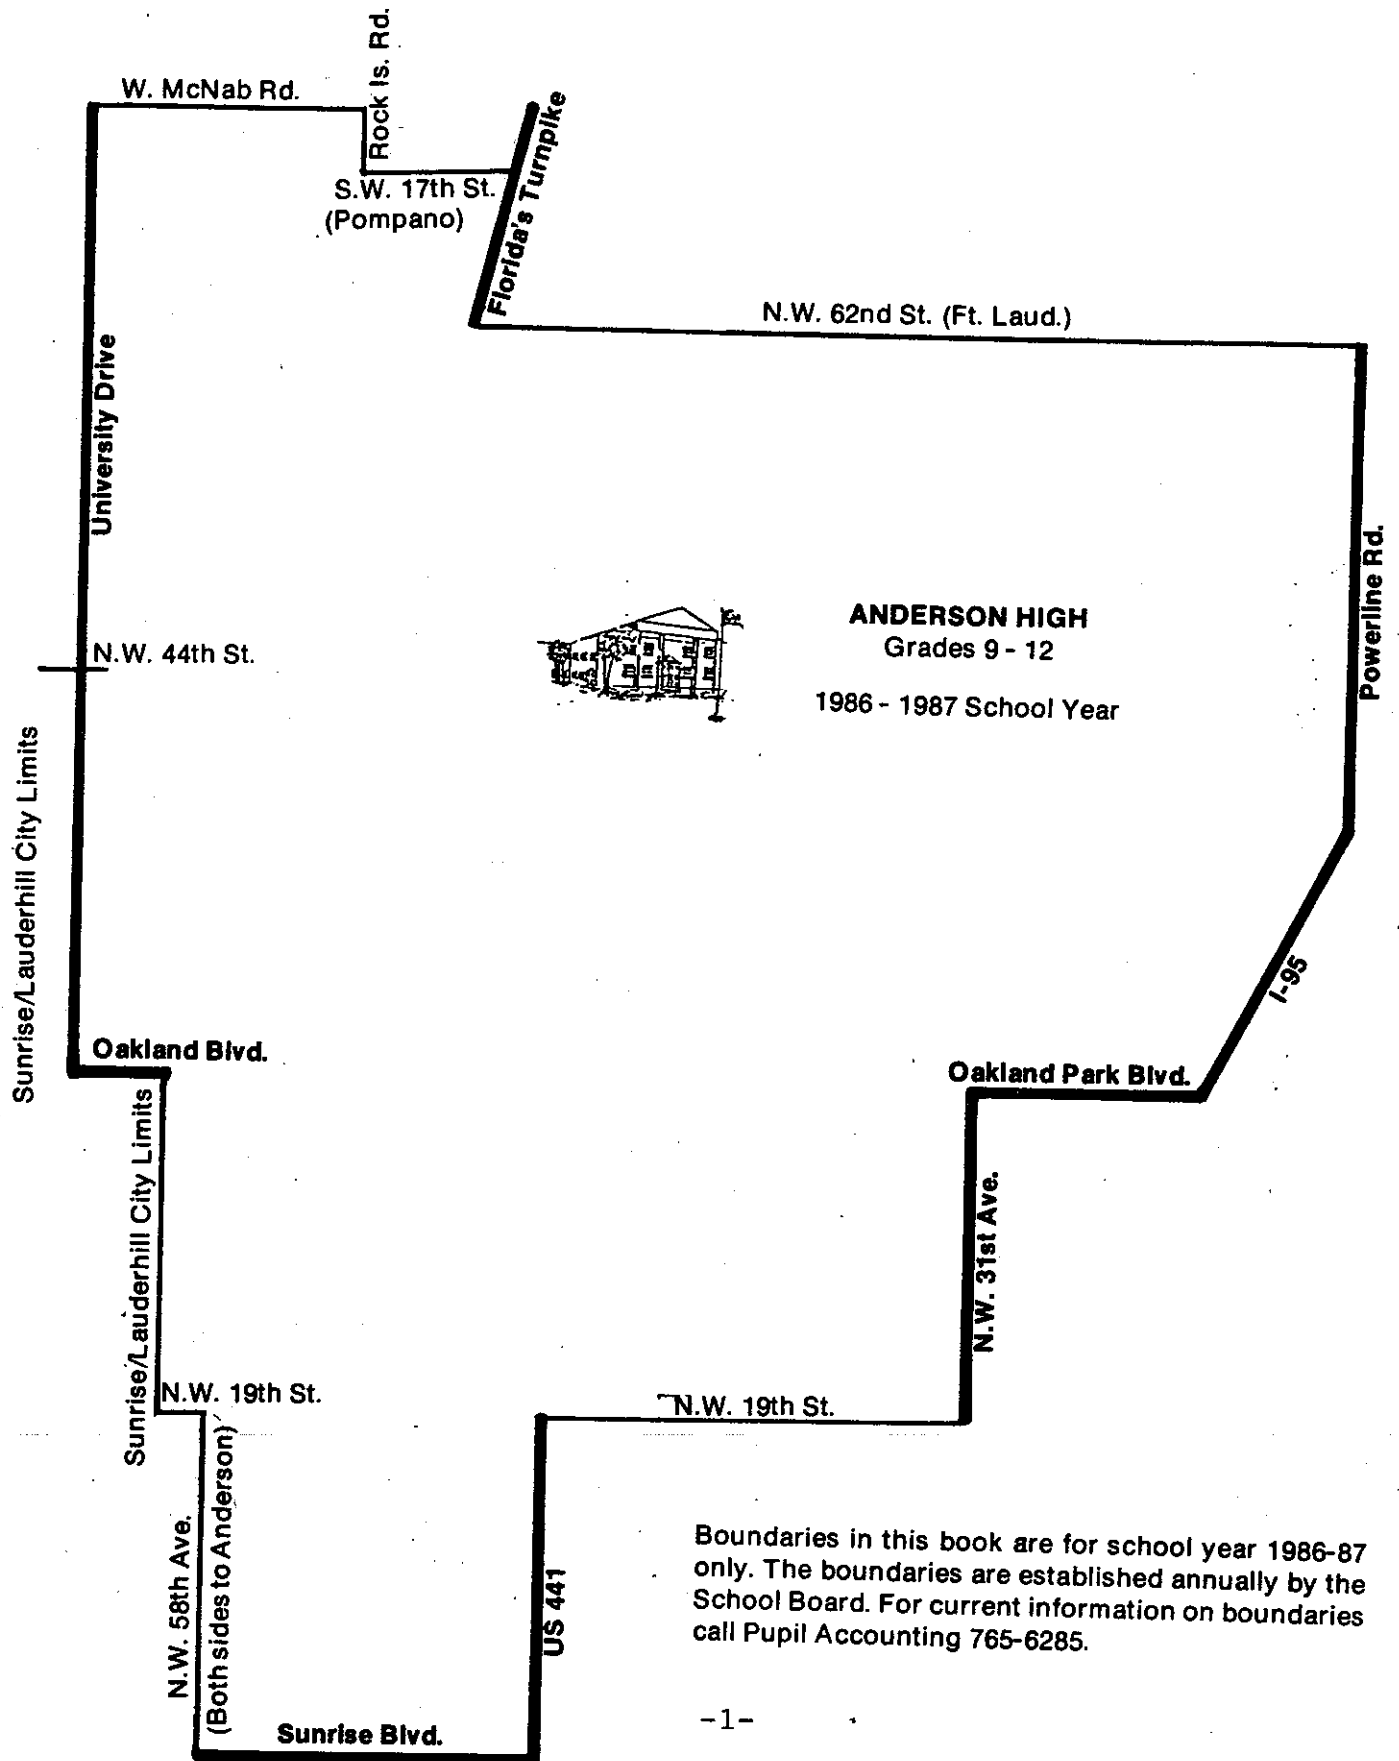 Rock Is. Rd.
W. McNab Rd.
Florida's Turnpike
S.W. 17th St.
(Pompano)
N.W. 62nd St. (Ft. Laud.)
University Drive
Powerline Rd.
ANDERSON HIGH
Grades 9 - 12
1986 - 1987 School Year
N.W. 44th St.
Sunrise/Lauderhill City Limits
I-95
Oakland Blvd.
Oakland Park Blvd.
Sunrise/Lauderhill City Limits
N.W. 31st Ave.
N.W. 19th St.
N.W. 19th St.
N.W. 58th Ave.
(Both sides to Anderson)
US 441
Boundaries in this book are for school year 1986-87
only. The boundaries are established annually by the
School Board. For current information on boundaries
call Pupil Accounting 765-6285.
Sunrise Blvd.
-1-